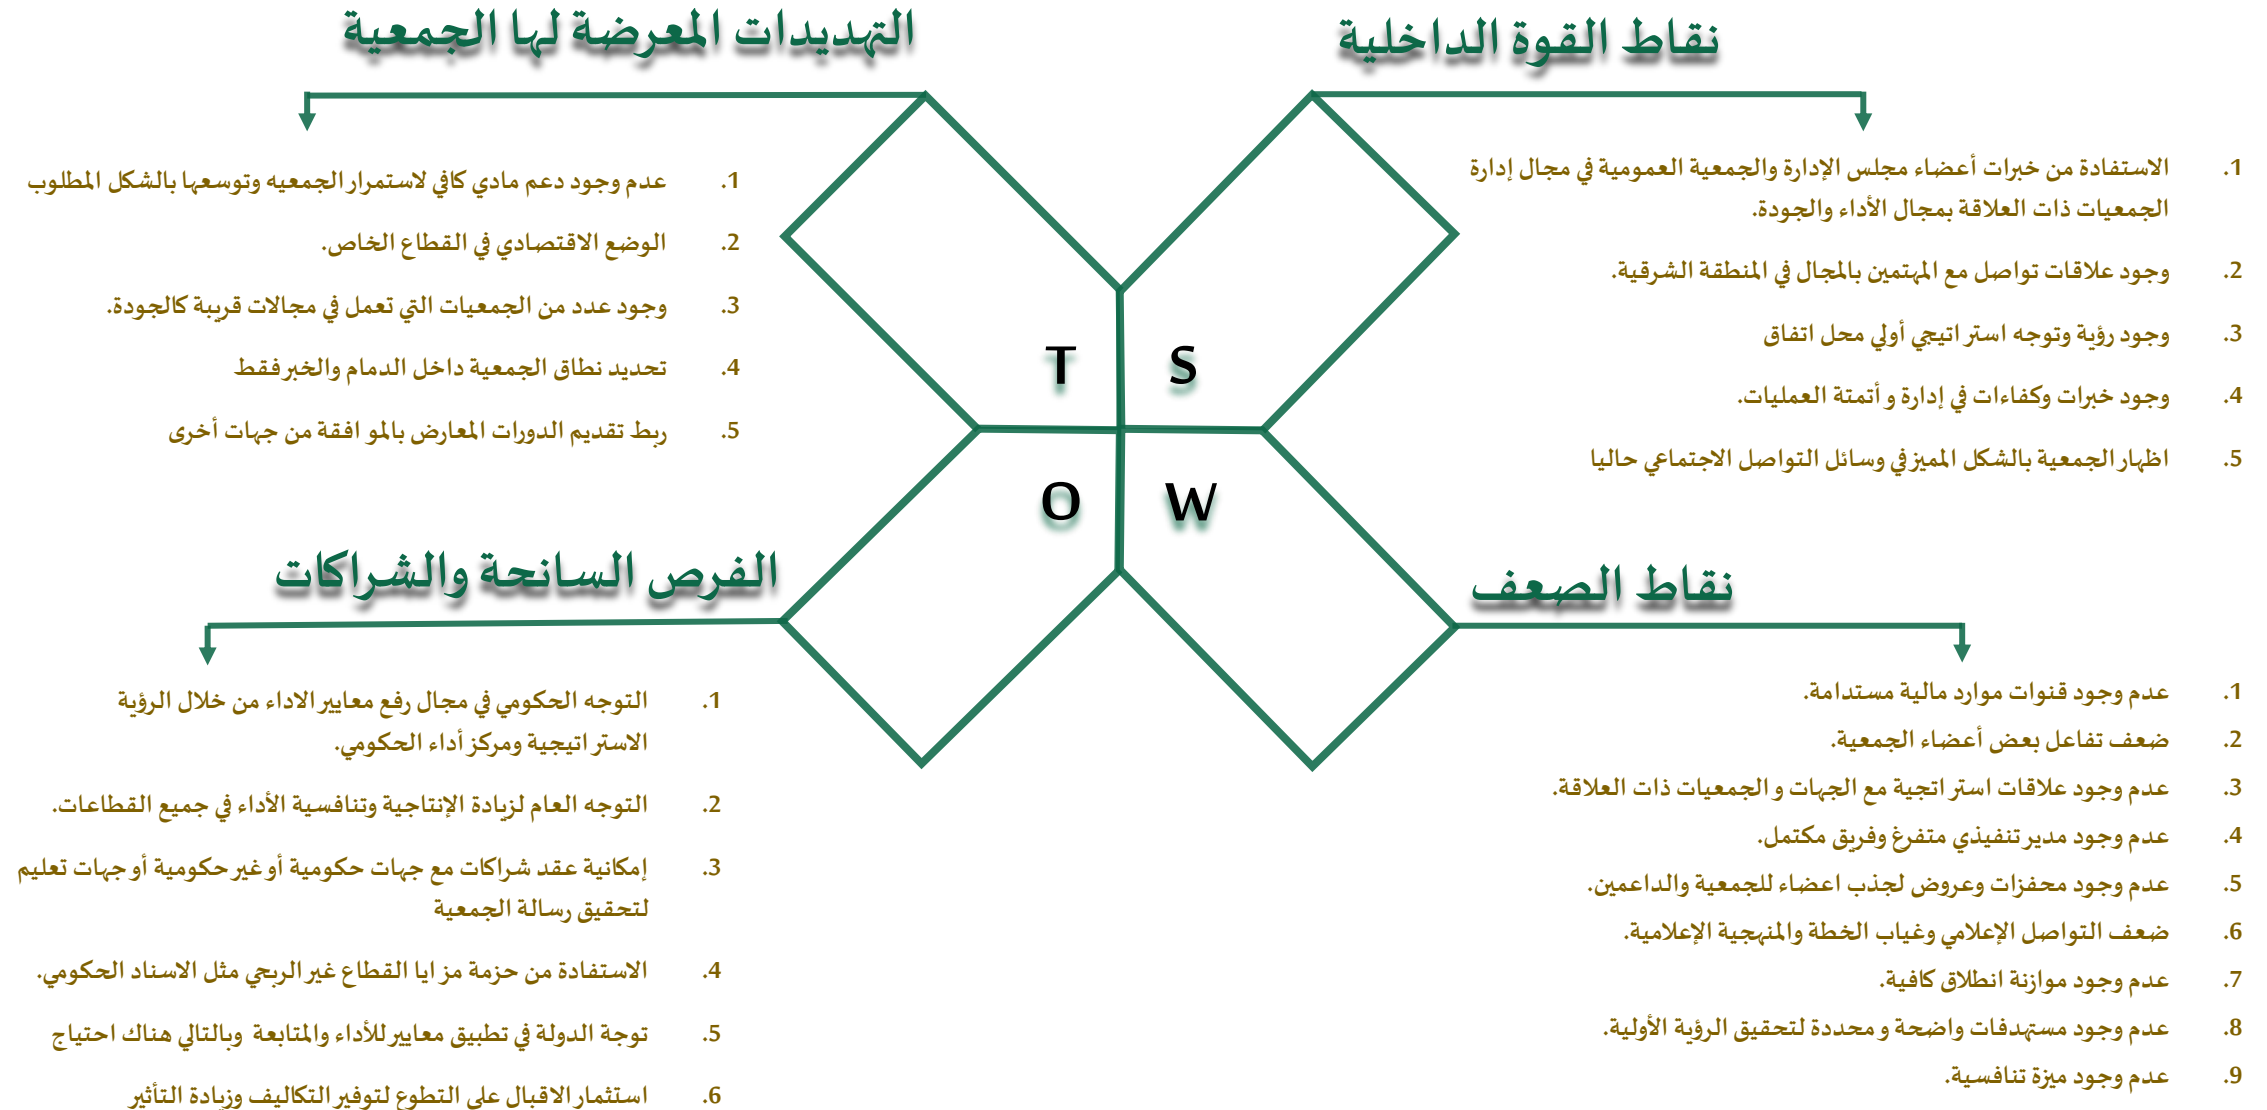 نقاط القوة الداخلية
1. الاستفادة من خبرات أعضاء مجلس الإدارة والجمعية العمومية في مجال إدارة
الجمعيات ذات العلاقة بمجال الأداء والجودة.
2. وجود علاقات تواصل مع المهتمين بالمجال في المنطقة الشرقية.
3. وجود رؤية وتوجه استراتيجي أولي محل اتفاق
4. وجود خبرات وكفاءات في إدارة وأتمتة العمليات.
5. اظهار الجمعية بالشكل المميز في وسائل التواصل الاجتماعي حاليا
التهديدات المعرضة لها الجمعية
1. عدم وجود دعم مادي كافي لاستمرار الجمعيه وتوسعها بالشكل المطلوب
2. الوضع الاقتصادي في القطاع الخاص.
3. وجود عدد من الجمعيات التي تعمل في مجالات قريبة كالجودة.
4. تحديد نطاق الجمعية داخل الدمام والخبر فقط
5. ربط تقديم الدورات المعارض بالموافقة من جهات أخرى
S
T
W
O
نقاط الضعف
1. عدم وجود قنوات موارد مالية مستدامة.
2. ضعف تفاعل بعض أعضاء الجمعية.
3. عدم وجود علاقات استراتجية مع الجهات والجمعيات ذات العلاقة.
4. عدم وجود مدير تنفيذي متفرغ وفريق مكتمل.
5. عدم وجود محفزات وعروض لجذب اعضاء للجمعية والداعمين.
6. ضعف التواصل الإعلامي وغياب الخطة والمنهجية الإعلامية.
7. عدم وجود موازنة انطلاق كافية.
8. عدم وجود مستهدفات واضحة ومحددة لتحقيق الرؤية الأولية.
9. عدم وجود ميزة تنافسية.
الفرص السانحة والشراكات
1. التوجه الحكومي في مجال رفع معايير الاداء من خلال الرؤية
الاستراتيجية ومركز أداء الحكومي.
2. التوجه العام لزيادة الإنتاجية وتنافسية الأداء في جميع القطاعات.
3. إمكانية عقد شراكات مع جهات حكومية أو غير حكومية أو جهات تعليم
لتحقيق رسالة الجمعية
4. الاستفادة من حزمة مزايا القطاع غير الربحي مثل الاسناد الحكومي.
5. توجة الدولة في تطبيق معايير للأداء والمتابعة وبالتالي هناك احتياج
6. استثمار الاقبال على التطوع لتوفير التكاليف وزيادة التأثير